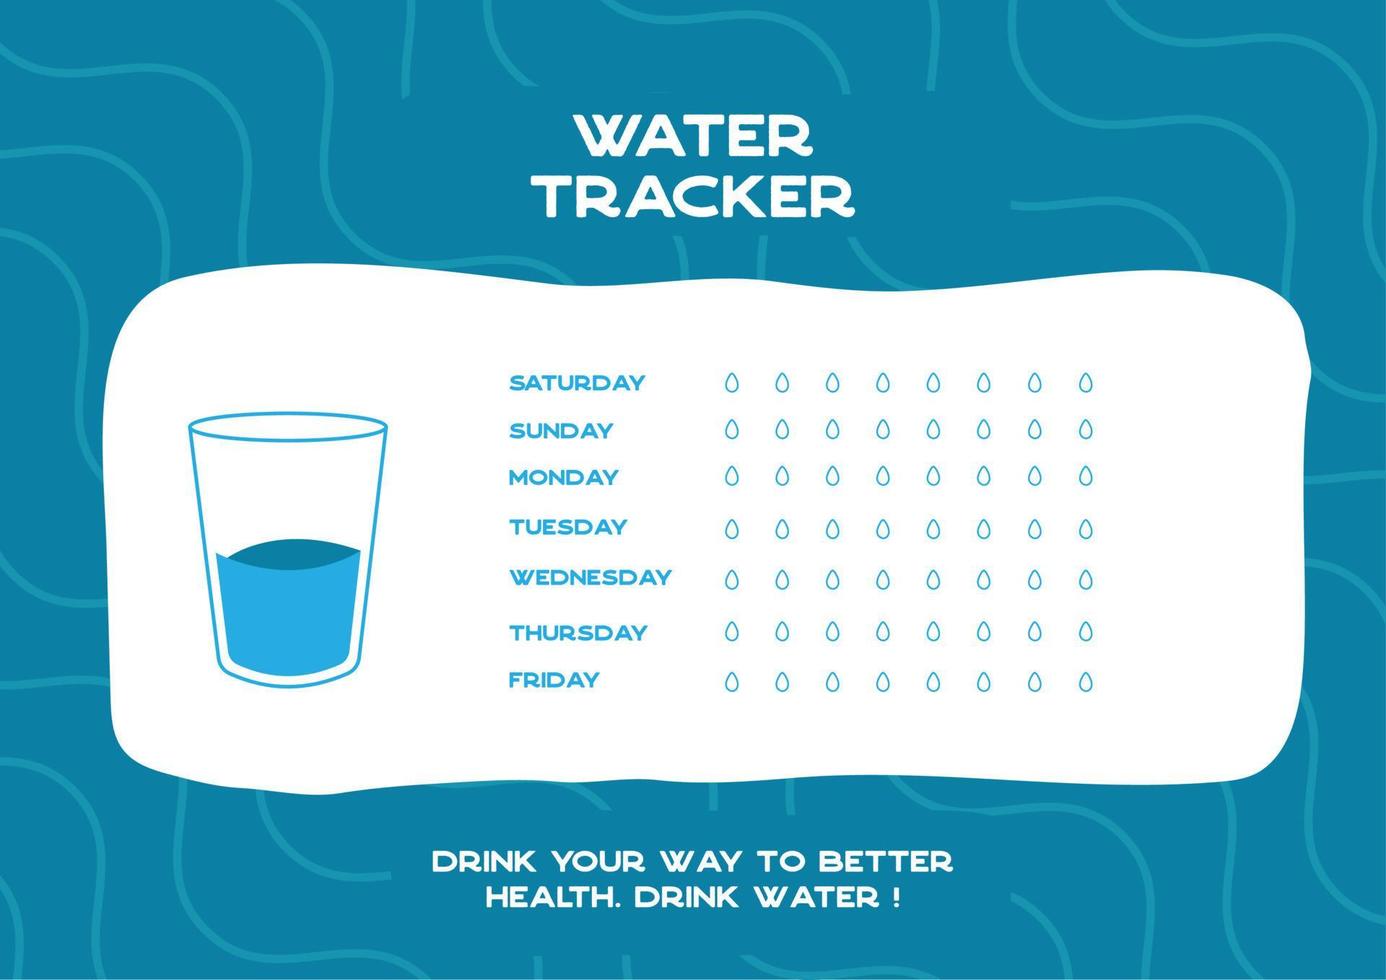 WATER
TRACKER
SATURDAY
SUNDAY
MONDAY
TUESDAY
WEDNESDAY
THURSDAY
FRIDAY
DRINK YOUR WAY TO BETTER
HEALTH. DRINK WATER !